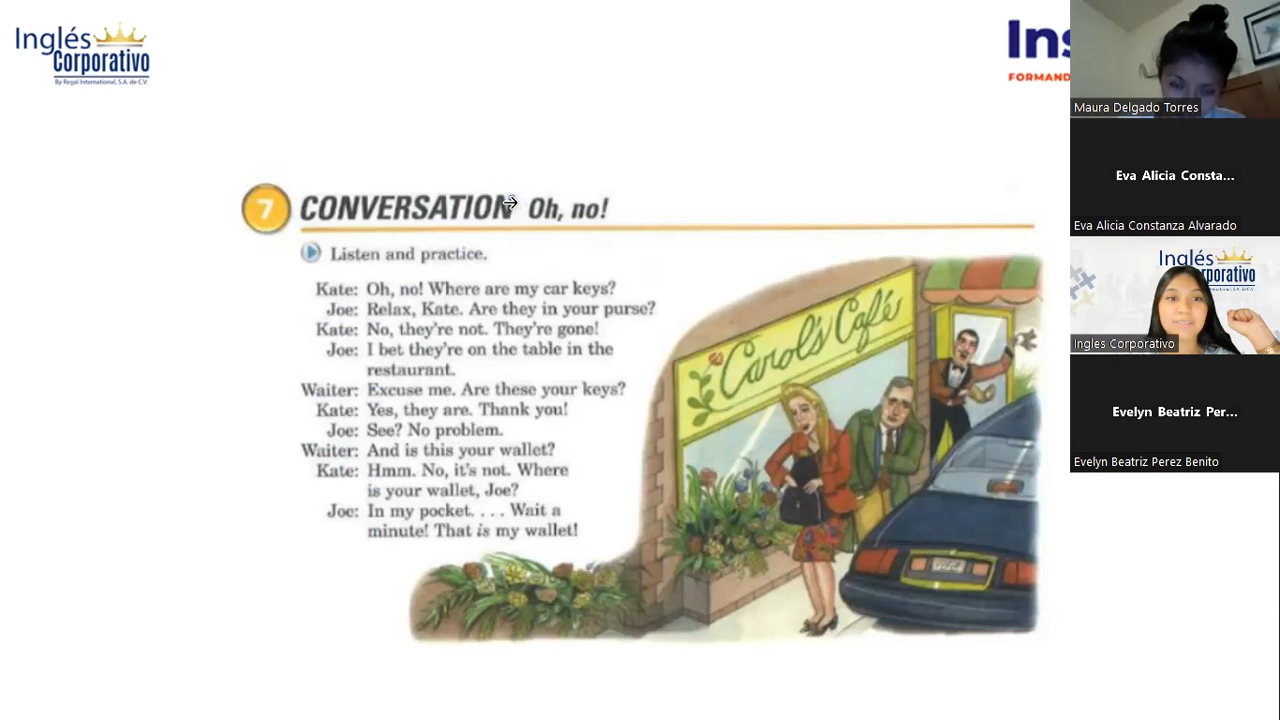 Inglés
Corporativo
By Regal International, S.A. de C.V.
FORMAND
7 CONVERSATION Oh, no!
Listen and practice.
Kate: Oh, no! Where are my car keys?
Joe: Relax, Kate. Are they in your purse?
Kate: No, they're not. They're gone!
Joe: I bet they're on the table in the
restaurant.
Waiter: Excuse me. Are these your keys?
Kate: Yes, they are. Thank you!
Joe: See? No problem.
Waiter: And is this your wallet?
Kate: Hmm. No, it's not. Where
is your wallet, Joe?
Joe: In my pocket. . . . Wait a
minute! That is my wallet!
Carol's Café
Maura Delgado Torres
Eva Alicia Consta...
Eva Alicia Constanza Alvarado
Inglés
orporativo
Ingles Corporativo
Evelyn Beatriz Per...
Evelyn Beatriz Perez Benito